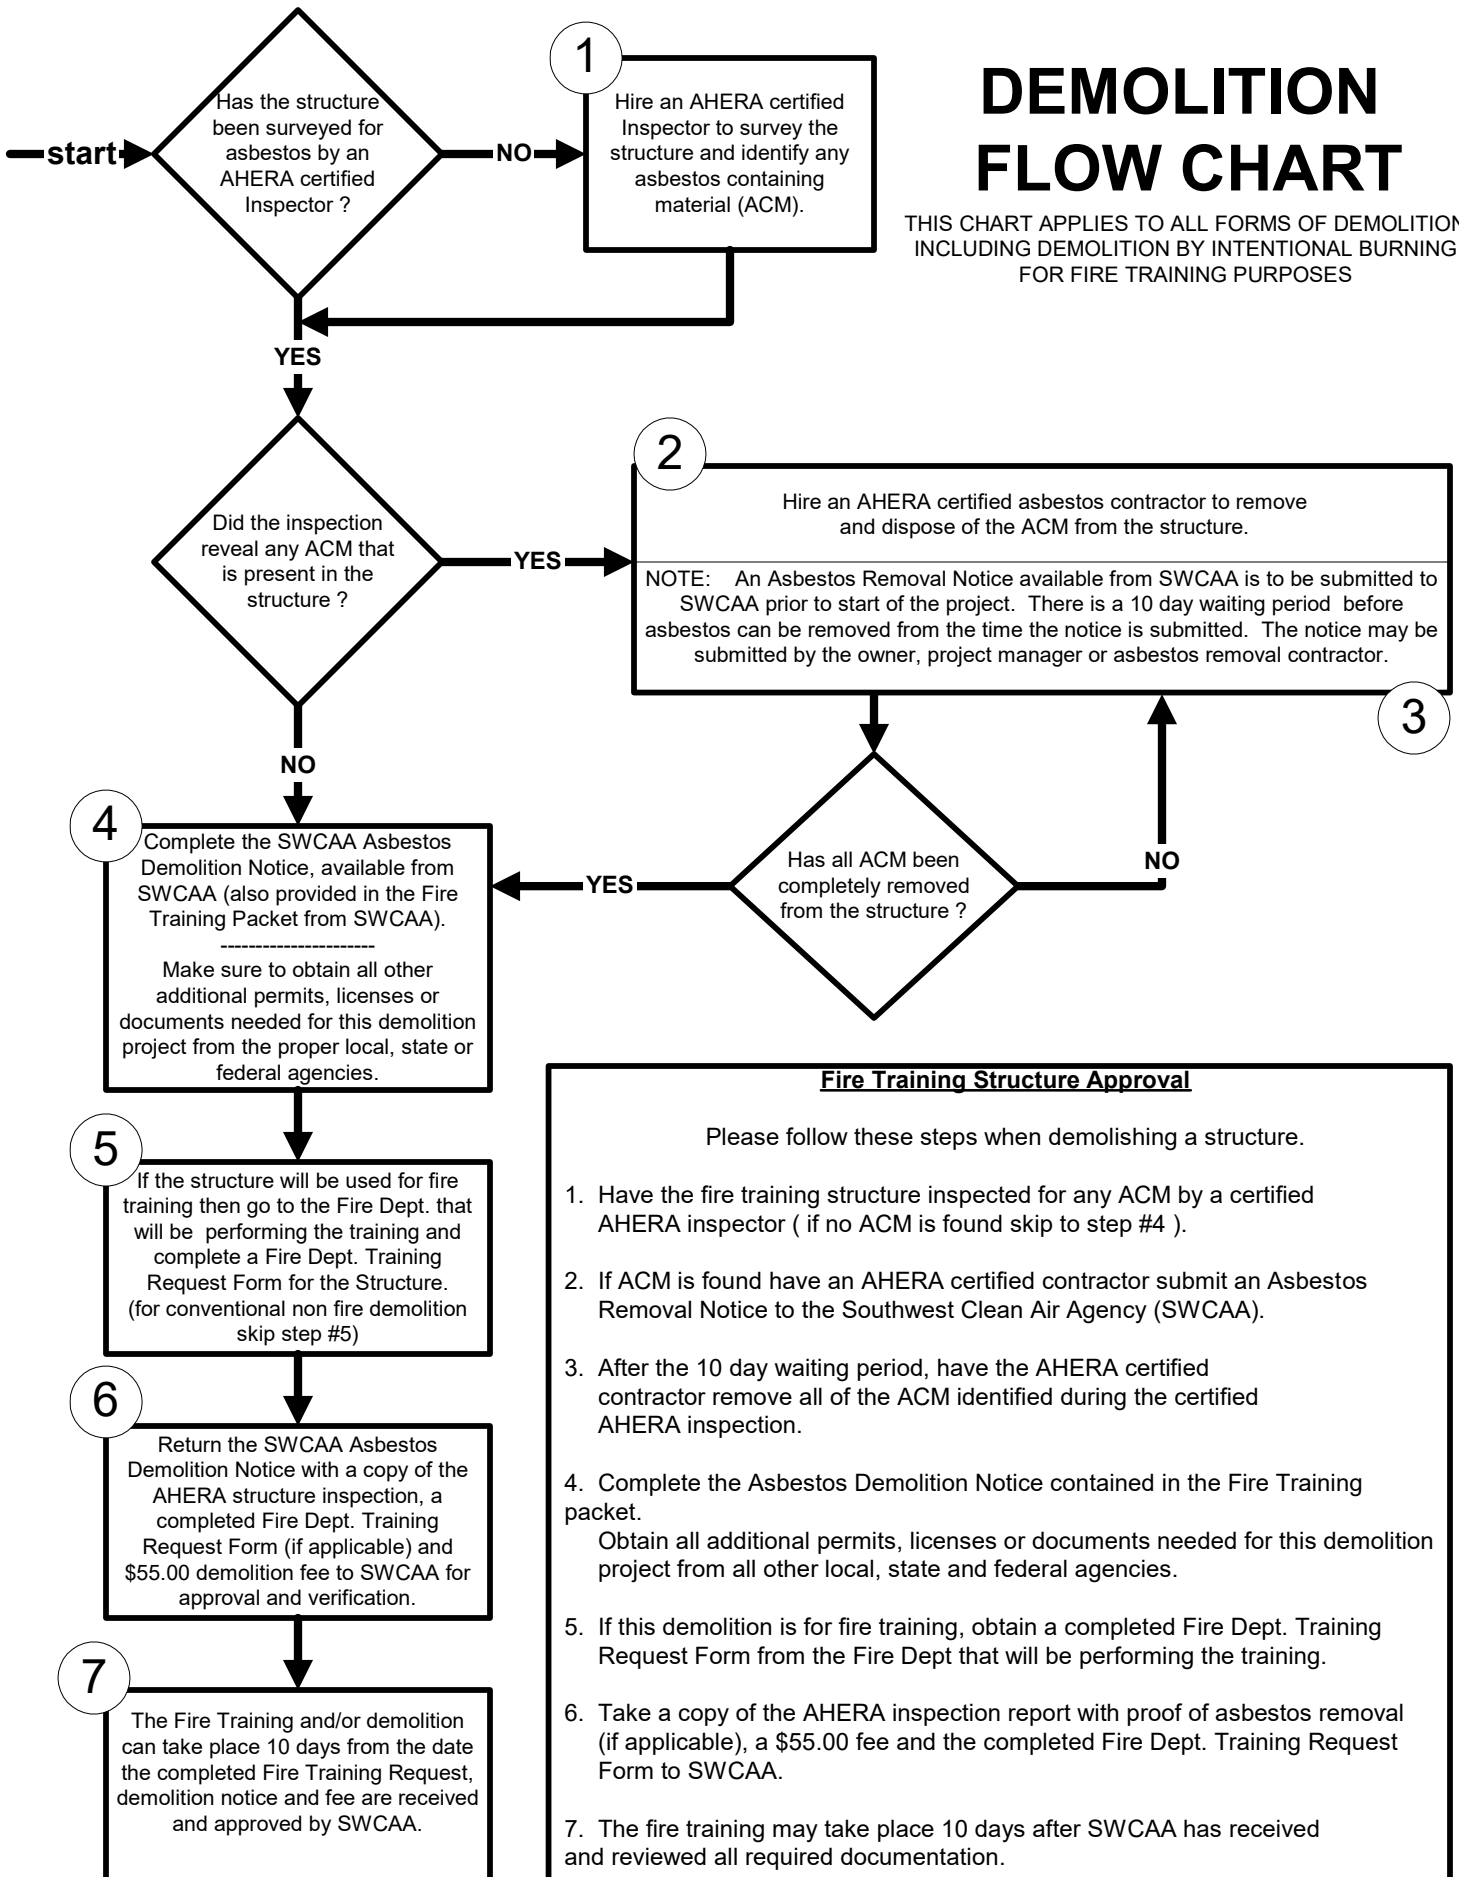 DEMOLITION
FLOW CHART
THIS CHART APPLIES TO ALL FORMS OF DEMOLITION
INCLUDING DEMOLITION BY INTENTIONAL BURNING
FOR FIRE TRAINING PURPOSES
start
Has the structure
been surveyed for
asbestos by an
AHERA certified
Inspector ?
NO
1
Hire an AHERA certified
Inspector to survey the
structure and identify any
asbestos containing
material (ACM).
YES
Did the inspection
reveal any ACM that
is present in the
structure ?
YES
2
Hire an AHERA certified asbestos contractor to remove
and dispose of the ACM from the structure.
NOTE: An Asbestos Removal Notice available from SWCAA is to be submitted to
SWCAA prior to start of the project. There is a 10 day waiting period before
asbestos can be removed from the time the notice is submitted. The notice may be
submitted by the owner, project manager or asbestos removal contractor.
3
NO
Has all ACM been
completely removed
from the structure ?
NO
YES
4
Complete the SWCAA Asbestos
Demolition Notice, available from
SWCAA (also provided in the Fire
Training Packet from SWCAA).
----------------------
Make sure to obtain all other
additional permits, licenses or
documents needed for this demolition
project from the proper local, state or
federal agencies.
5
If the structure will be used for fire
training then go to the Fire Dept. that
will be performing the training and
complete a Fire Dept. Training
Request Form for the Structure.
(for conventional non fire demolition
skip step #5)
6
Return the SWCAA Asbestos
Demolition Notice with a copy of the
AHERA structure inspection, a
completed Fire Dept. Training
Request Form (if applicable) and
$55.00 demolition fee to SWCAA for
approval and verification.
7
The Fire Training and/or demolition
can take place 10 days from the date
the completed Fire Training Request,
demolition notice and fee are received
and approved by SWCAA.
Fire Training Structure Approval
Please follow these steps when demolishing a structure.
1. Have the fire training structure inspected for any ACM by a certified
AHERA inspector ( if no ACM is found skip to step #4 ).
2. If ACM is found have an AHERA certified contractor submit an Asbestos
Removal Notice to the Southwest Clean Air Agency (SWCAA).
3. After the 10 day waiting period, have the AHERA certified
contractor remove all of the ACM identified during the certified
AHERA inspection.
4. Complete the Asbestos Demolition Notice contained in the Fire Training
packet.
Obtain all additional permits, licenses or documents needed for this demolition
project from all other local, state and federal agencies.
5. If this demolition is for fire training, obtain a completed Fire Dept. Training
Request Form from the Fire Dept that will be performing the training.
6. Take a copy of the AHERA inspection report with proof of asbestos removal
(if applicable), a $55.00 fee and the completed Fire Dept. Training Request
Form to SWCAA.
7. The fire training may take place 10 days after SWCAA has received
and reviewed all required documentation.